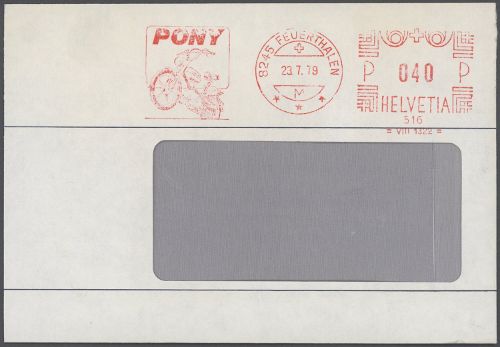 PONY
8245 FEUERTHALEN
23.7.79
M
P 040 P
HELVETIA
516
= VIII 1322 =